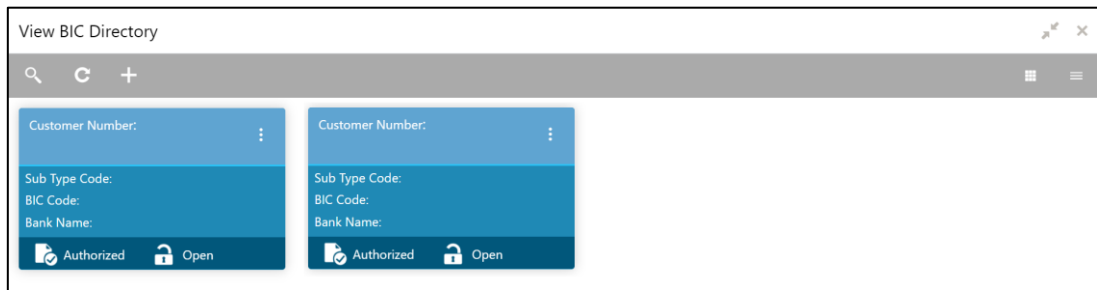 View BIC Directory
Customer Number:
Sub Type Code:
BIC Code:
Bank Name:
Authorized Open
Customer Number:
Sub Type Code:
BIC Code:
Bank Name:
Authorized Open